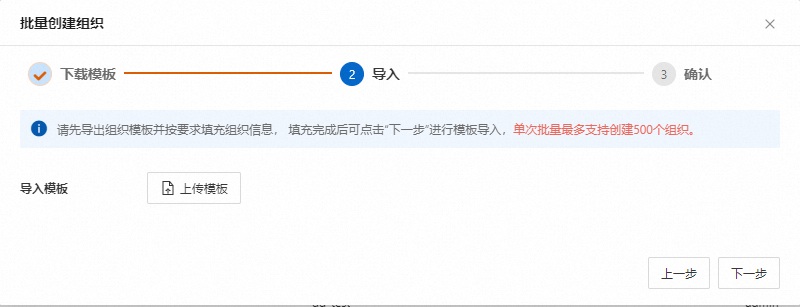 批量创建组织
下载模板 2 导入 3 确认
请先导出组织模板并按要求填充组织信息， 填充完成后可点击“下一步”进行模板导入，单次批量最多支持创建500个组织。
导入模板 上传模板
上一步 下一步